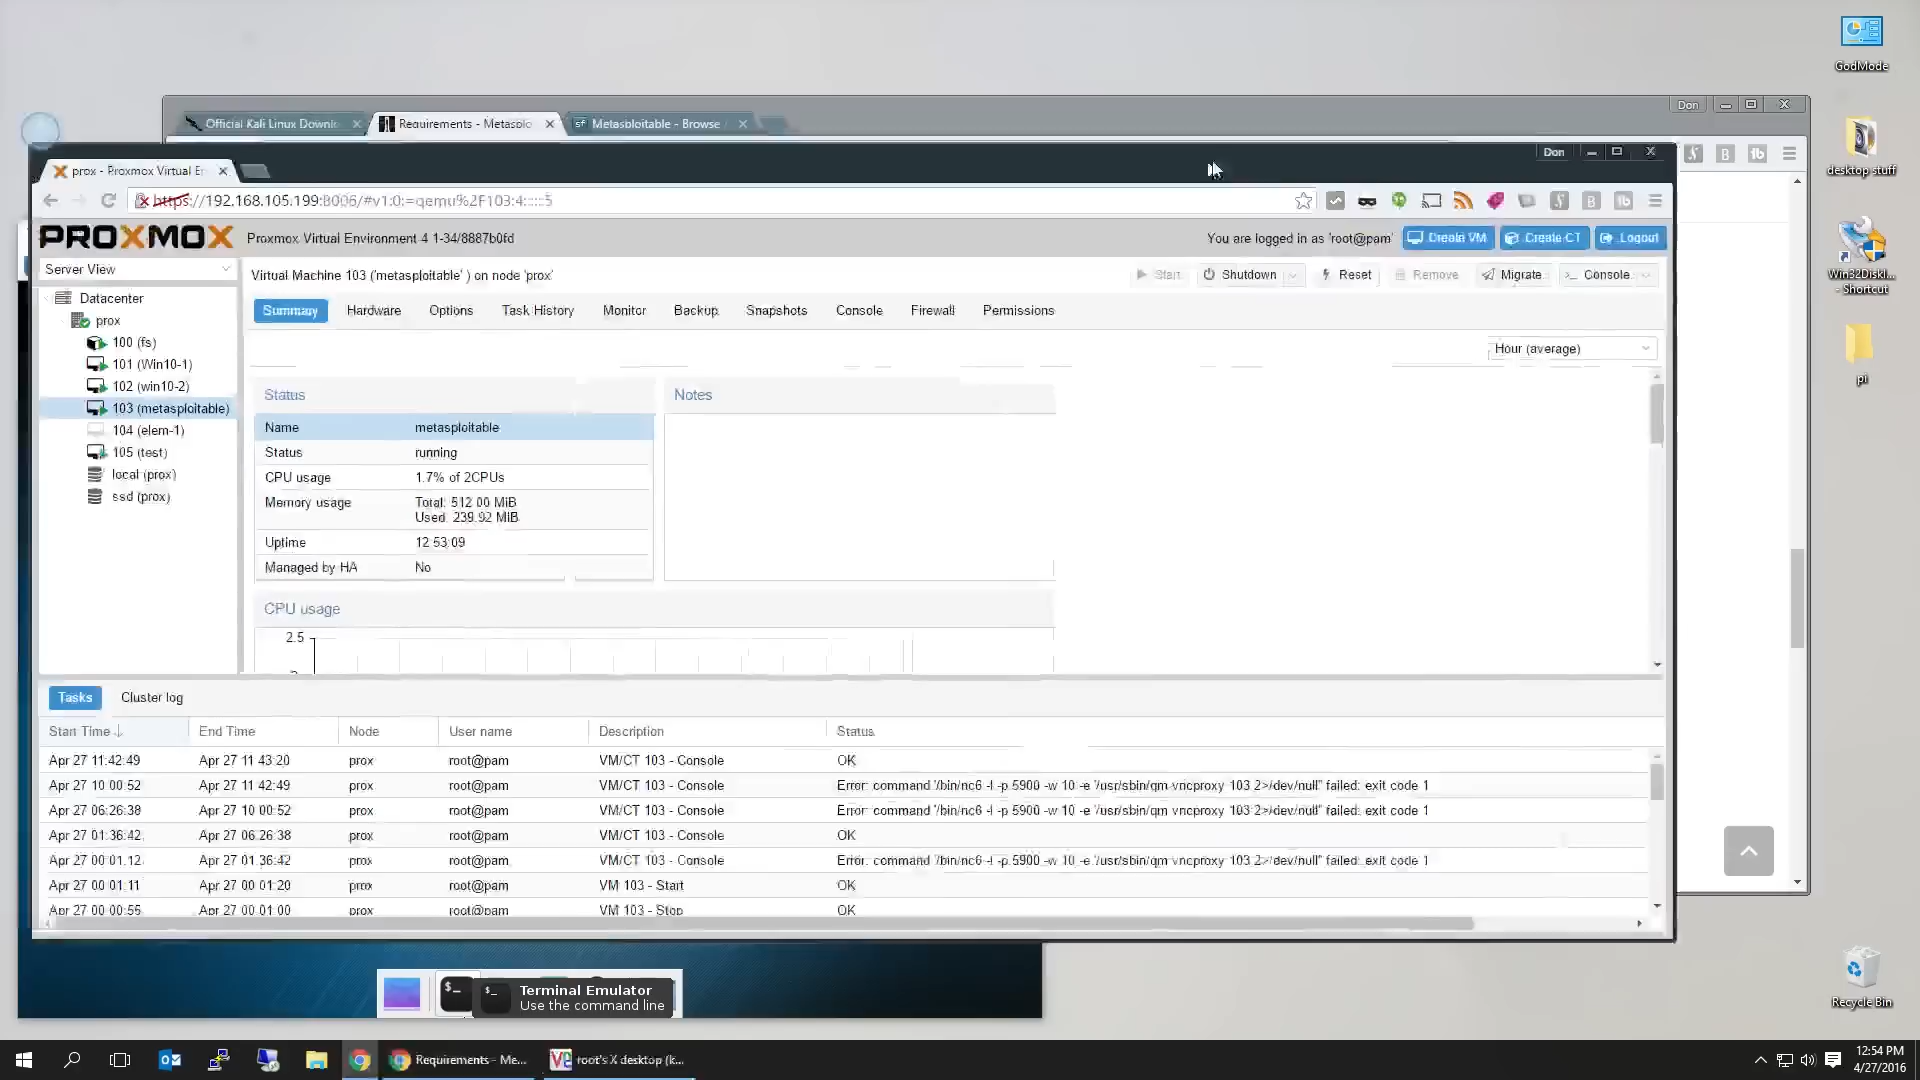 GodMode
Don
Official Kali Linux Downlo
Requirements - Metasplo
Metasploitable - Browse
desktop stuff
Don
prox - Proxmox Virtual E
https://192.168.105.199:8006/#v1:0:=qemu%2F103:4:::::5
PROXMOX
Proxmox Virtual Environment 4.1-34/8887b0fd
You are logged in as 'root@pam'
Create VM
Create CT
Logout
Server View
Virtual Machine 103 ('metasploitable' ) on node 'prox'
Start
Shutdown
Reset
Remove
Migrate
Console
Win32DiskI...
- Shortcut
Datacenter
prox
100 (fs)
101 (Win10-1)
102 (win10-2)
103 (metasploitable)
104 (elem-1)
105 (test)
local (prox)
ssd (prox)
Summary
Hardware
Options
Task History
Monitor
Backup
Snapshots
Console
Firewall
Permissions
Hour (average)
pi
Status
Name metasploitable
Status running
CPU usage 1.7% of 2CPUs
Memory usage Total: 512.00 MiB
Used: 239.92 MiB
Uptime 12:53:09
Managed by HA No
Notes
CPU usage
2.5
Tasks
Cluster log
Start Time End Time Node User name Description Status
Apr 27 11:42:49 Apr 27 11:43:20 prox root@pam VM/CT 103 - Console OK
Apr 27 10:00:52 Apr 27 11:42:49 prox root@pam VM/CT 103 - Console Error: command '/bin/nc6 -l -p 5900 -w 10 -e '/usr/sbin/qm vncproxy 103 2>/dev/null'' failed: exit code 1
Apr 27 06:26:38 Apr 27 10:00:52 prox root@pam VM/CT 103 - Console Error: command '/bin/nc6 -l -p 5900 -w 10 -e '/usr/sbin/qm vncproxy 103 2>/dev/null'' failed: exit code 1
Apr 27 01:36:42 Apr 27 06:26:38 prox root@pam VM/CT 103 - Console OK
Apr 27 00:01:12 Apr 27 01:36:42 prox root@pam VM/CT 103 - Console Error: command '/bin/nc6 -l -p 5900 -w 10 -e '/usr/sbin/qm vncproxy 103 2>/dev/null'' failed: exit code 1
Apr 27 00:01:11 Apr 27 00:01:20 prox root@pam VM 103 - Start OK
Apr 27 00:00:55 Apr 27 00:01:00 prox root@pam VM 103 - Stop OK
Terminal Emulator
Use the command line
Recycle Bin
Requirements - Me...
root's X desktop (k...
12:54 PM
4/27/2016